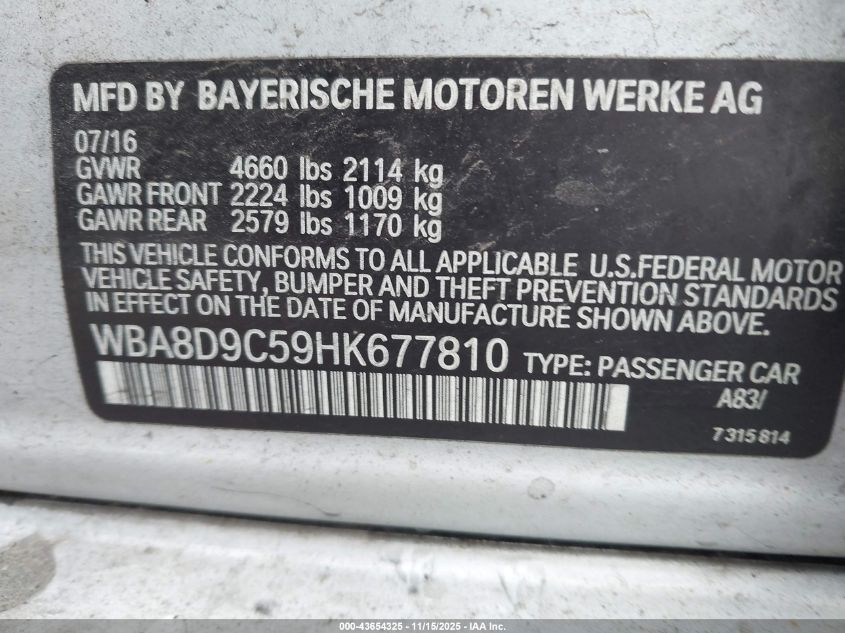 MFD BY BAYERISCHE MOTOREN WERKE AG
07/16
GVWR 4660 lbs 2114 kg
GAWR FRONT 2224 lbs 1009 kg
GAWR REAR 2579 lbs 1170 kg
THIS VEHICLE CONFORMS TO ALL APPLICABLE U.S.FEDERAL MOTOR
VEHICLE SAFETY, BUMPER AND THEFT PREVENTION STANDARDS
IN EFFECT ON THE DATE OF MANUFACTURE SHOWN ABOVE.
WBA8D9C59HK677810 TYPE: PASSENGER CAR
A83/
7315814
000-43654325 - 11/15/2025 - IAA Inc.